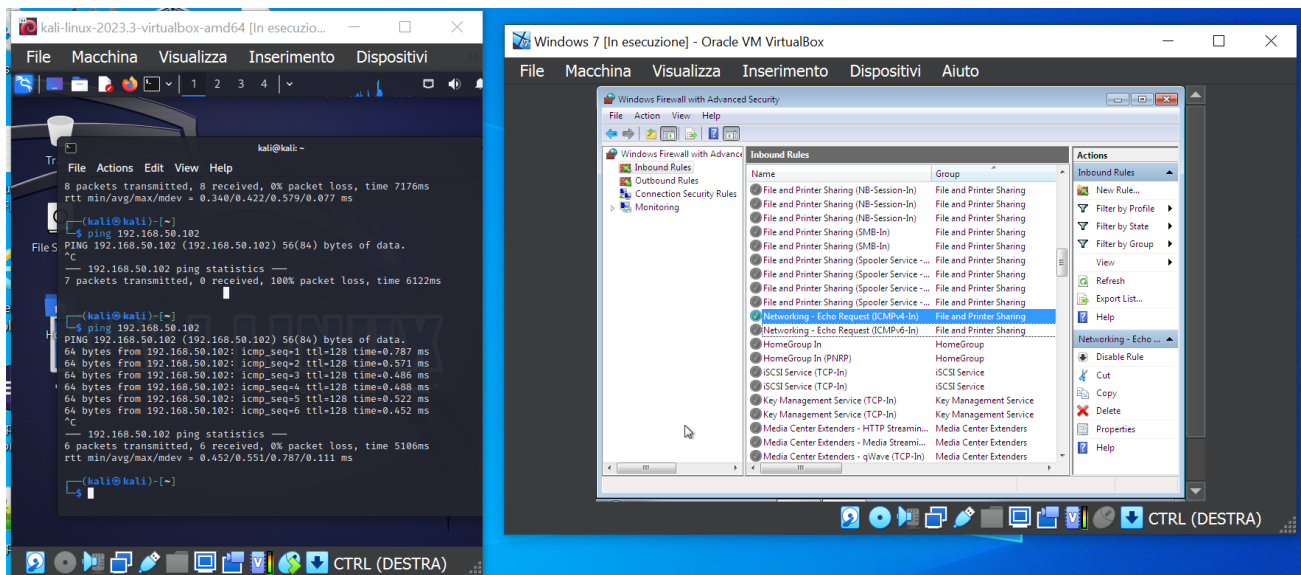 kali-linux-2023.3-virtualbox-amd64 [In esecuzio...
File Macchina Visualizza Inserimento Dispositivi
1 2 3 4
kali@kali: ~
File Actions Edit View Help
8 packets transmitted, 8 received, 0% packet loss, time 7176ms
rtt min/avg/max/mdev = 0.340/0.422/0.579/0.077 ms
(kali㉿kali)-[~]
$ ping 192.168.50.102
PING 192.168.50.102 (192.168.50.102) 56(84) bytes of data.
^C
— 192.168.50.102 ping statistics —
7 packets transmitted, 0 received, 100% packet loss, time 6122ms
(kali㉿kali)-[~]
$ ping 192.168.50.102
PING 192.168.50.102 (192.168.50.102) 56(84) bytes of data.
64 bytes from 192.168.50.102: icmp_seq=1 ttl=128 time=0.787 ms
64 bytes from 192.168.50.102: icmp_seq=2 ttl=128 time=0.571 ms
64 bytes from 192.168.50.102: icmp_seq=3 ttl=128 time=0.486 ms
64 bytes from 192.168.50.102: icmp_seq=4 ttl=128 time=0.488 ms
64 bytes from 192.168.50.102: icmp_seq=5 ttl=128 time=0.522 ms
64 bytes from 192.168.50.102: icmp_seq=6 ttl=128 time=0.452 ms
^C
— 192.168.50.102 ping statistics —
6 packets transmitted, 6 received, 0% packet loss, time 5106ms
rtt min/avg/max/mdev = 0.452/0.551/0.787/0.111 ms
(kali㉿kali)-[~]
$
CTRL (DESTRA)
Windows 7 [In esecuzione] - Oracle VM VirtualBox
File Macchina Visualizza Inserimento Dispositivi Aiuto
Windows Firewall with Advanced Security
File Action View Help
Windows Firewall with Advance
Inbound Rules
Outbound Rules
Connection Security Rules
Monitoring
Inbound Rules
Name Group
File and Printer Sharing (NB-Session-In) File and Printer Sharing
File and Printer Sharing (NB-Session-In) File and Printer Sharing
File and Printer Sharing (NB-Session-In) File and Printer Sharing
File and Printer Sharing (SMB-In) File and Printer Sharing
File and Printer Sharing (SMB-In) File and Printer Sharing
File and Printer Sharing (Spooler Service -... File and Printer Sharing
File and Printer Sharing (Spooler Service -... File and Printer Sharing
File and Printer Sharing (Spooler Service -... File and Printer Sharing
File and Printer Sharing (Spooler Service -... File and Printer Sharing
Networking - Echo Request (ICMPv4-In) File and Printer Sharing
Networking - Echo Request (ICMPv6-In) File and Printer Sharing
HomeGroup In HomeGroup
HomeGroup In (PNRP) HomeGroup
iSCSI Service (TCP-In) iSCSI Service
iSCSI Service (TCP-In) iSCSI Service
Key Management Service (TCP-In) Key Management Service
Key Management Service (TCP-In) Key Management Service
Media Center Extenders - HTTP Streamin... Media Center Extenders
Media Center Extenders - Media Streami... Media Center Extenders
Media Center Extenders - qWave (TCP-In) Media Center Extenders
Actions
Inbound Rules
New Rule...
Filter by Profile
Filter by State
Filter by Group
View
Refresh
Export List...
Help
Networking - Echo ...
Disable Rule
Cut
Copy
Delete
Properties
Help
CTRL (DESTRA)